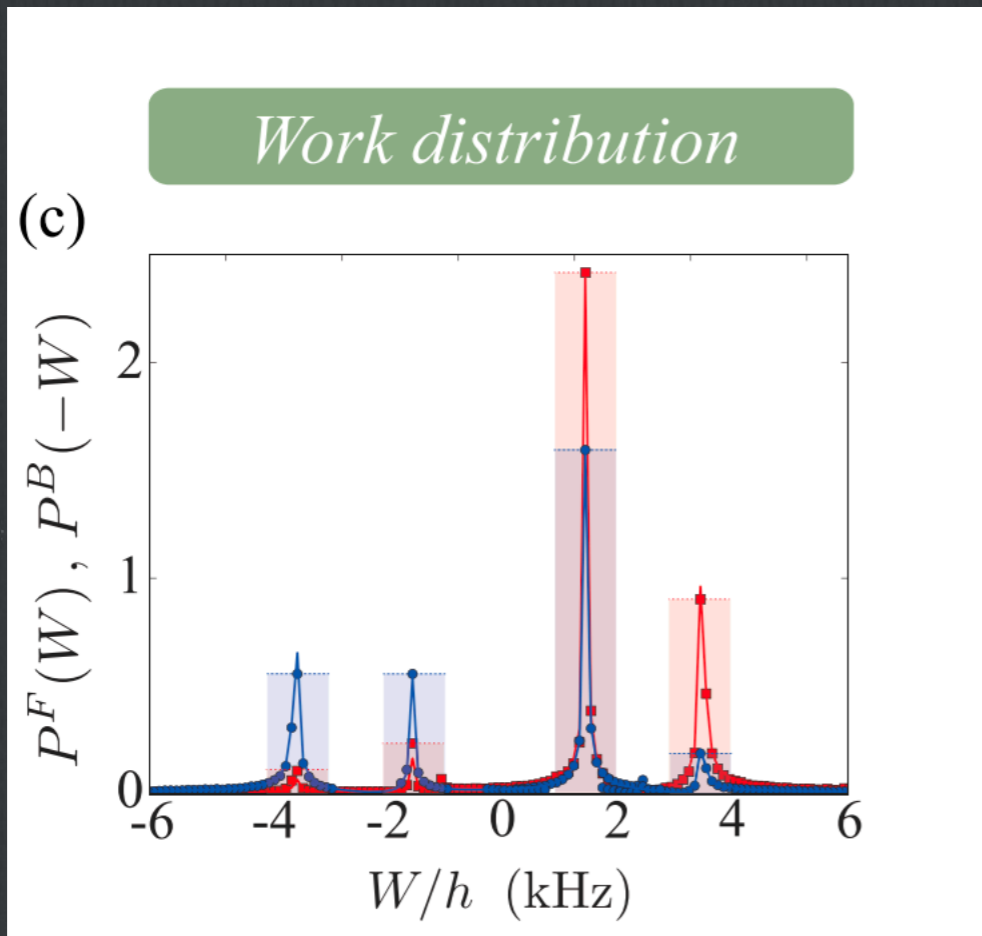 Work distribution
(c)
P^F(W), P^B(−W)
2
1
0
-6 -4 -2 0 2 4 6
W/h (kHz)